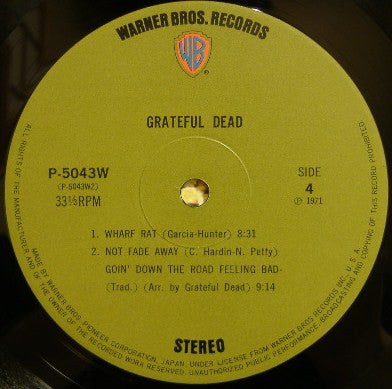 WARNER BROS. RECORDS
WB
GRATEFUL DEAD
P-5043W
(P-5043W2)
33⅓RPM
SIDE
4
Ⓟ 1971
1. WHARF RAT (Garcia-Hunter) 8:31
2. NOT FADE AWAY (C. Hardin-N. Petty)
GOIN' DOWN THE ROAD FEELING BAD-
(Trad.) (Arr. by Grateful Dead) 9:14
STEREO
ALL RIGHTS OF THE MANUFACTURER AND OF THE OWNER OF THE RECORDED WORK RESERVED. UNAUTHORIZED PUBLIC PERFORMANCE, BROADCASTING AND COPYING OF THIS RECORD PROHIBITED.
MADE BY WARNER BROS. PIONEER CORPORATION, JAPAN, UNDER LICENSE FROM WARNER BROS. RECORDS INC., U.S.A.